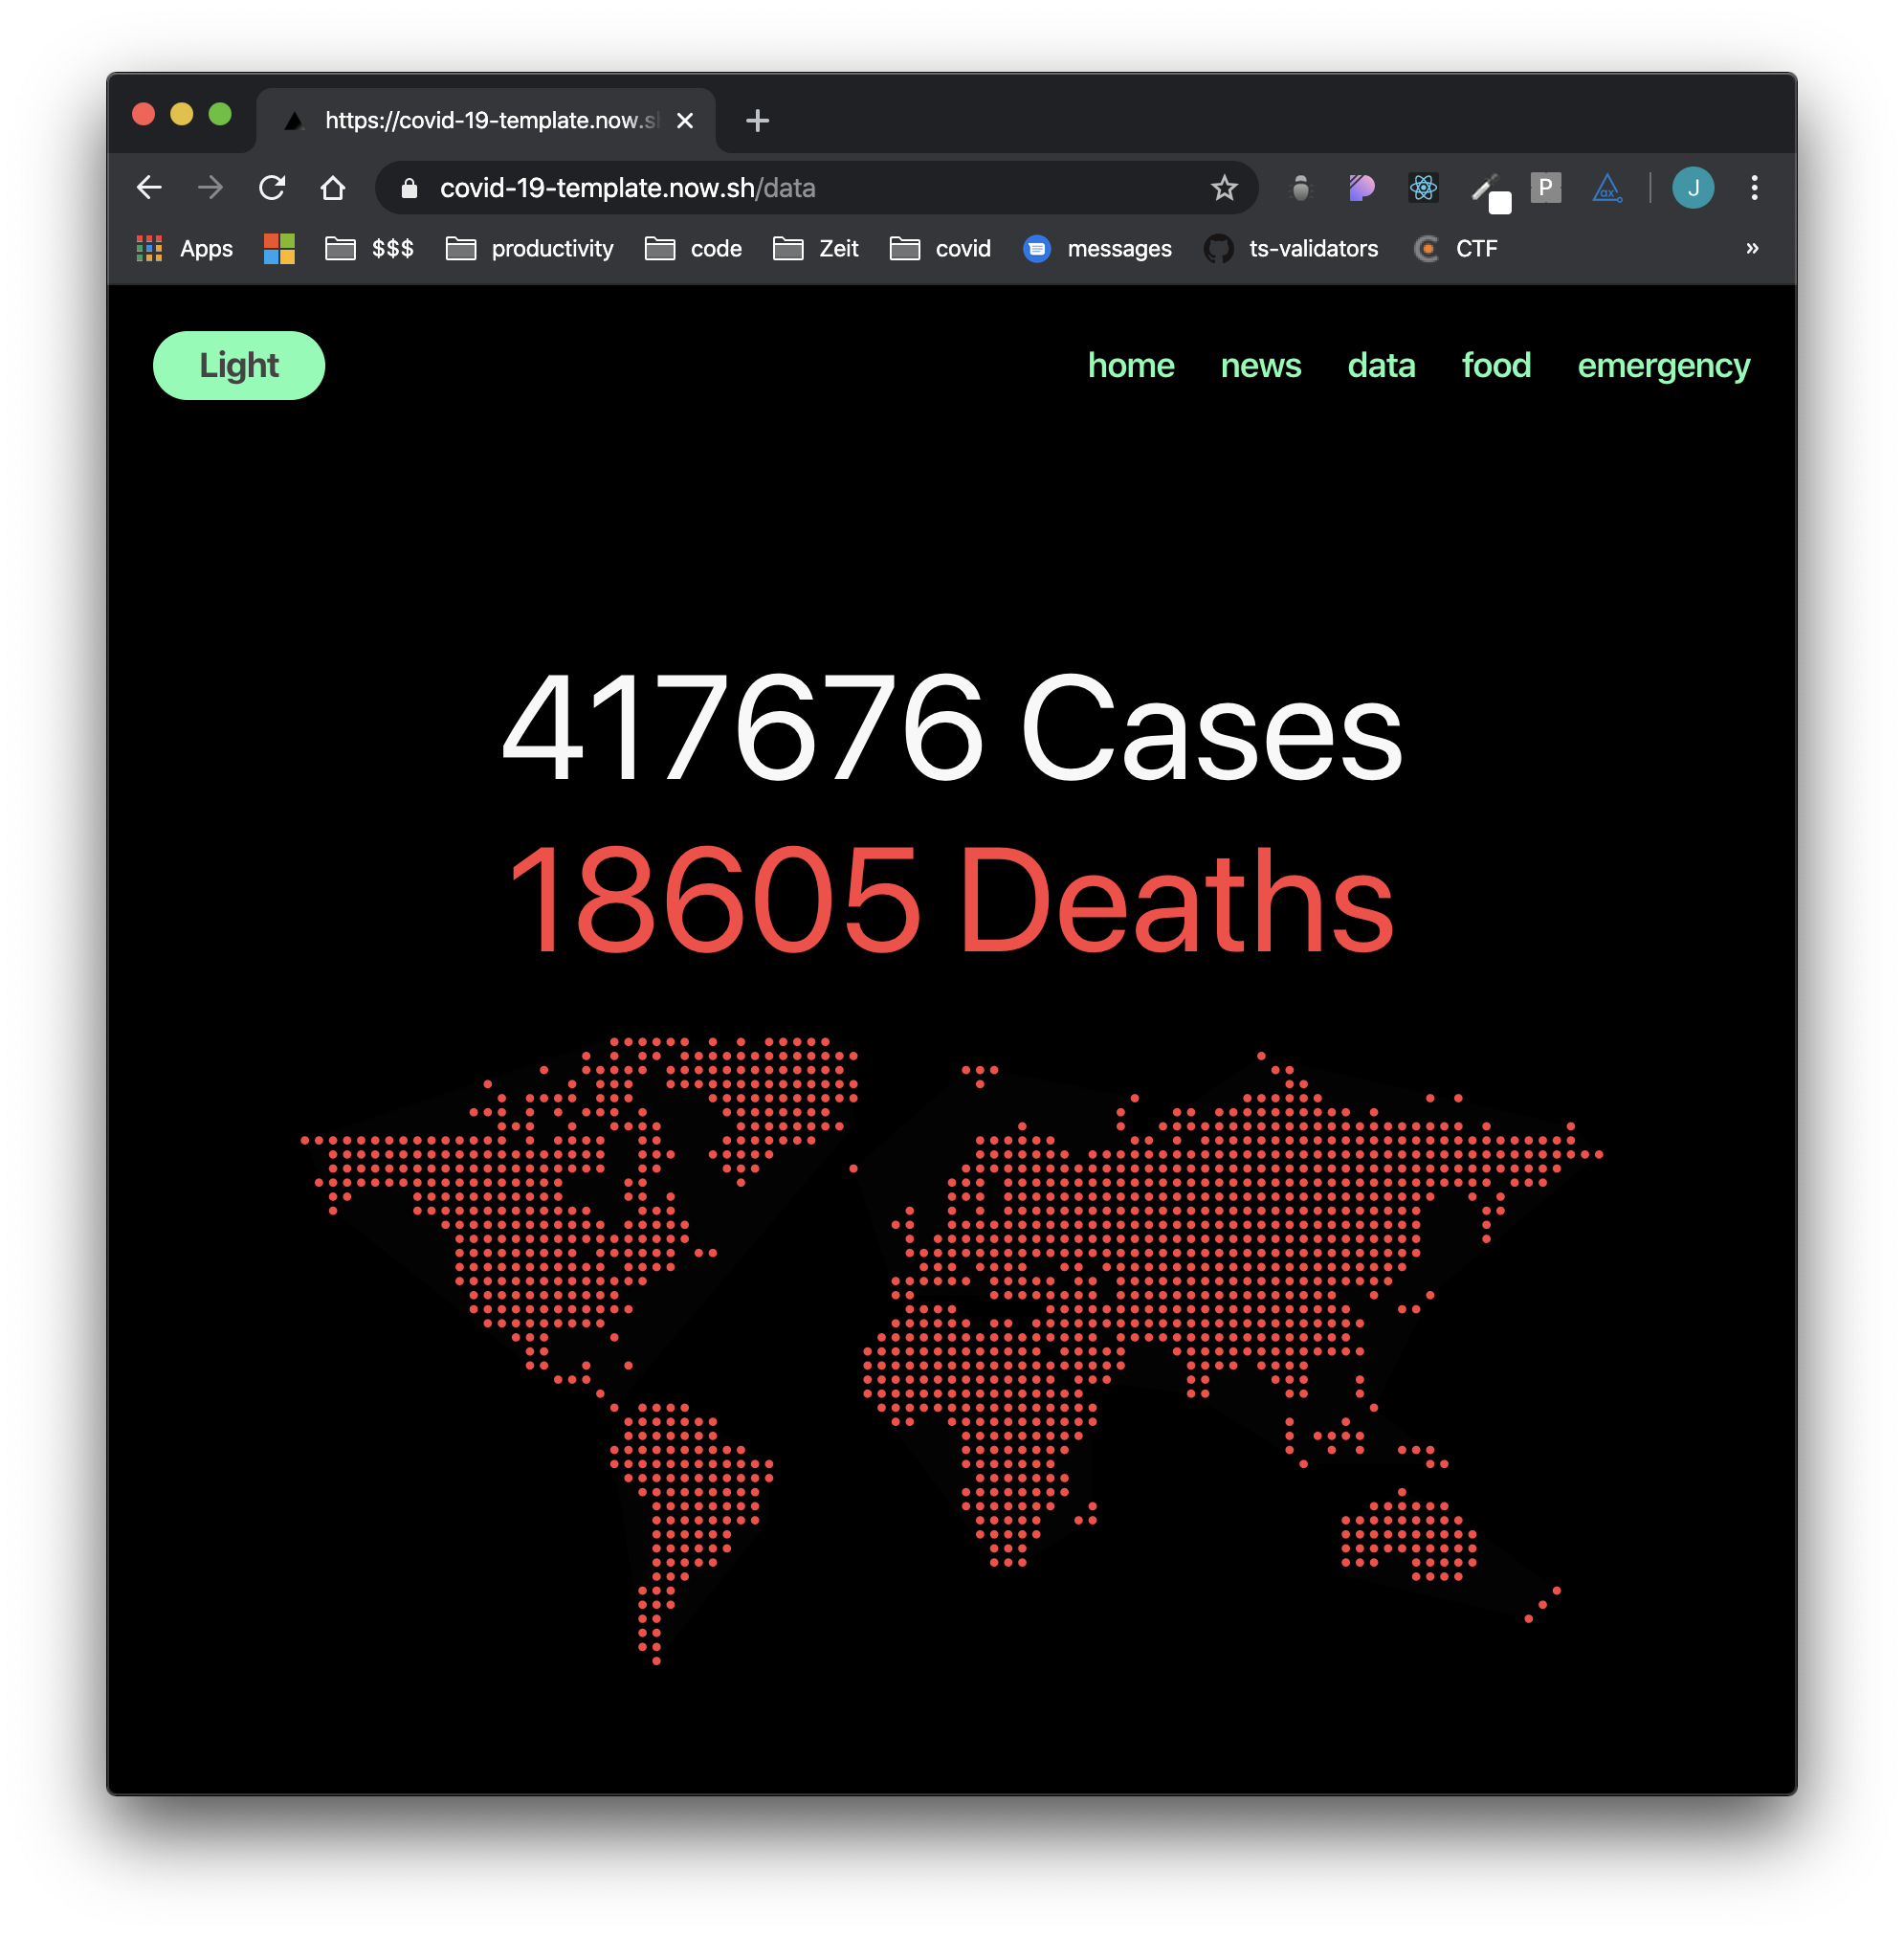 https://covid-19-template.now.s
covid-19-template.now.sh/data
P
ax
J
Apps $$$ productivity code Zeit covid messages ts-validators CTF »
Light home news data food emergency
417676 Cases
18605 Deaths